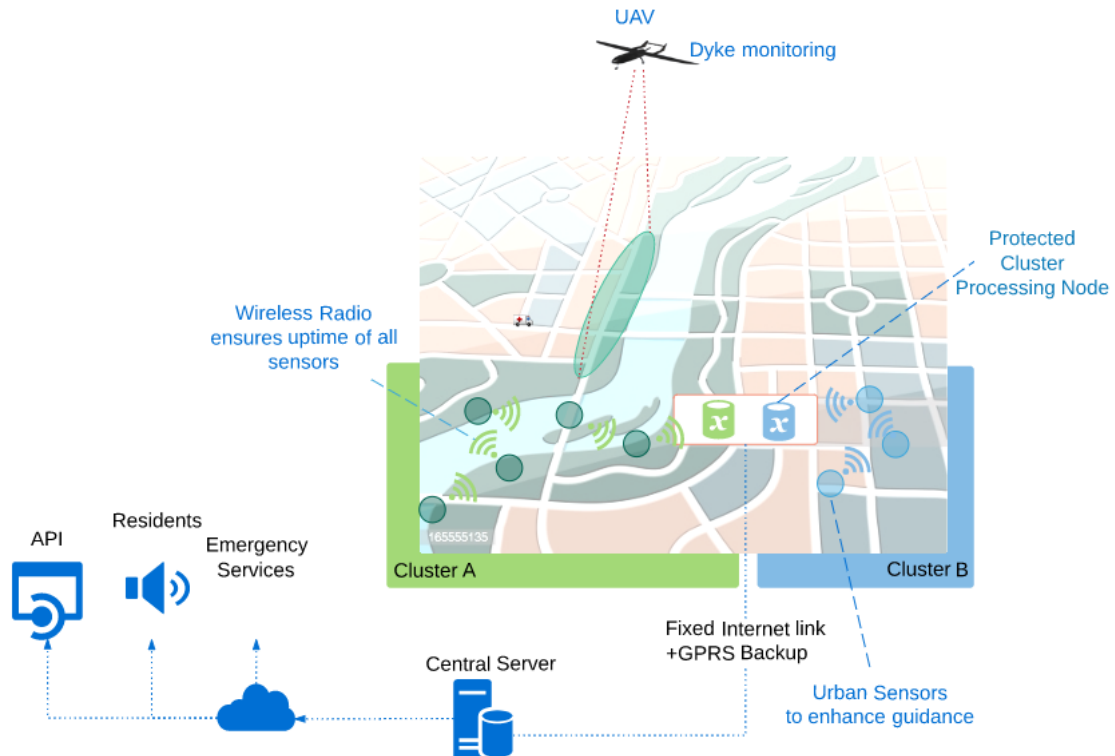 UAV
Dyke monitoring
Protected
Cluster
Processing Node
Wireless Radio
ensures uptime of all
sensors
x
x
165555135
Cluster A
Cluster B
API
Residents
Emergency
Services
Fixed Internet link
+GPRS Backup
Central Server
Urban Sensors
to enhance guidance